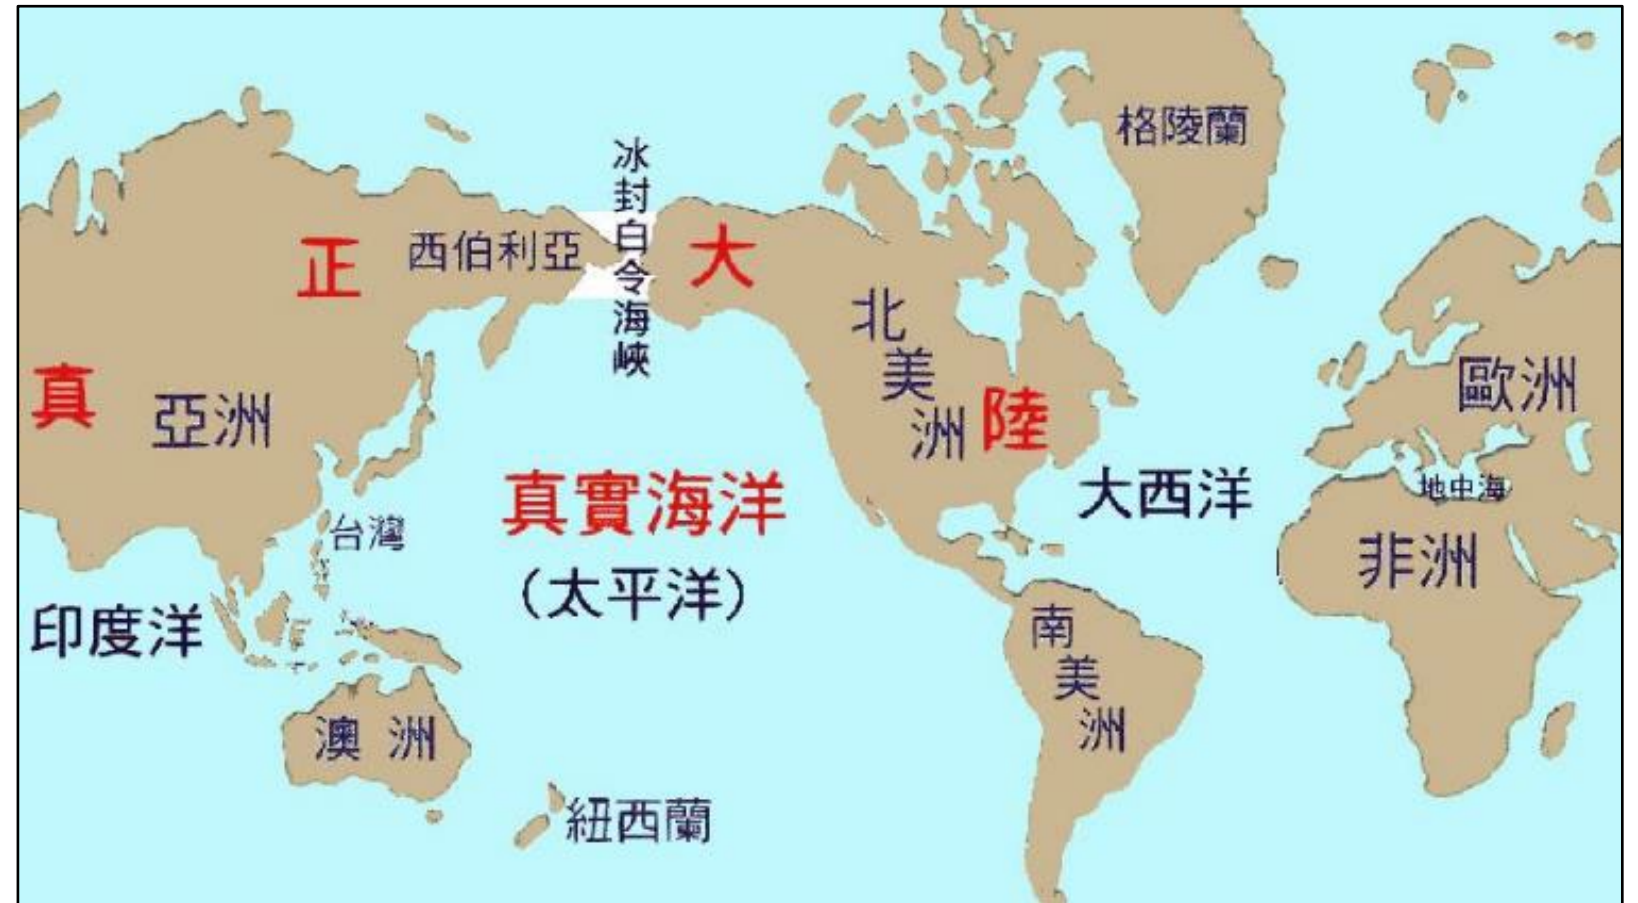 格陵蘭
冰封白令海峽
真正大陸
西伯利亞
北美洲
亞洲
歐洲
真實海洋
(太平洋)
大西洋
地中海
台灣
非洲
印度洋
南美洲
澳洲
紐西蘭